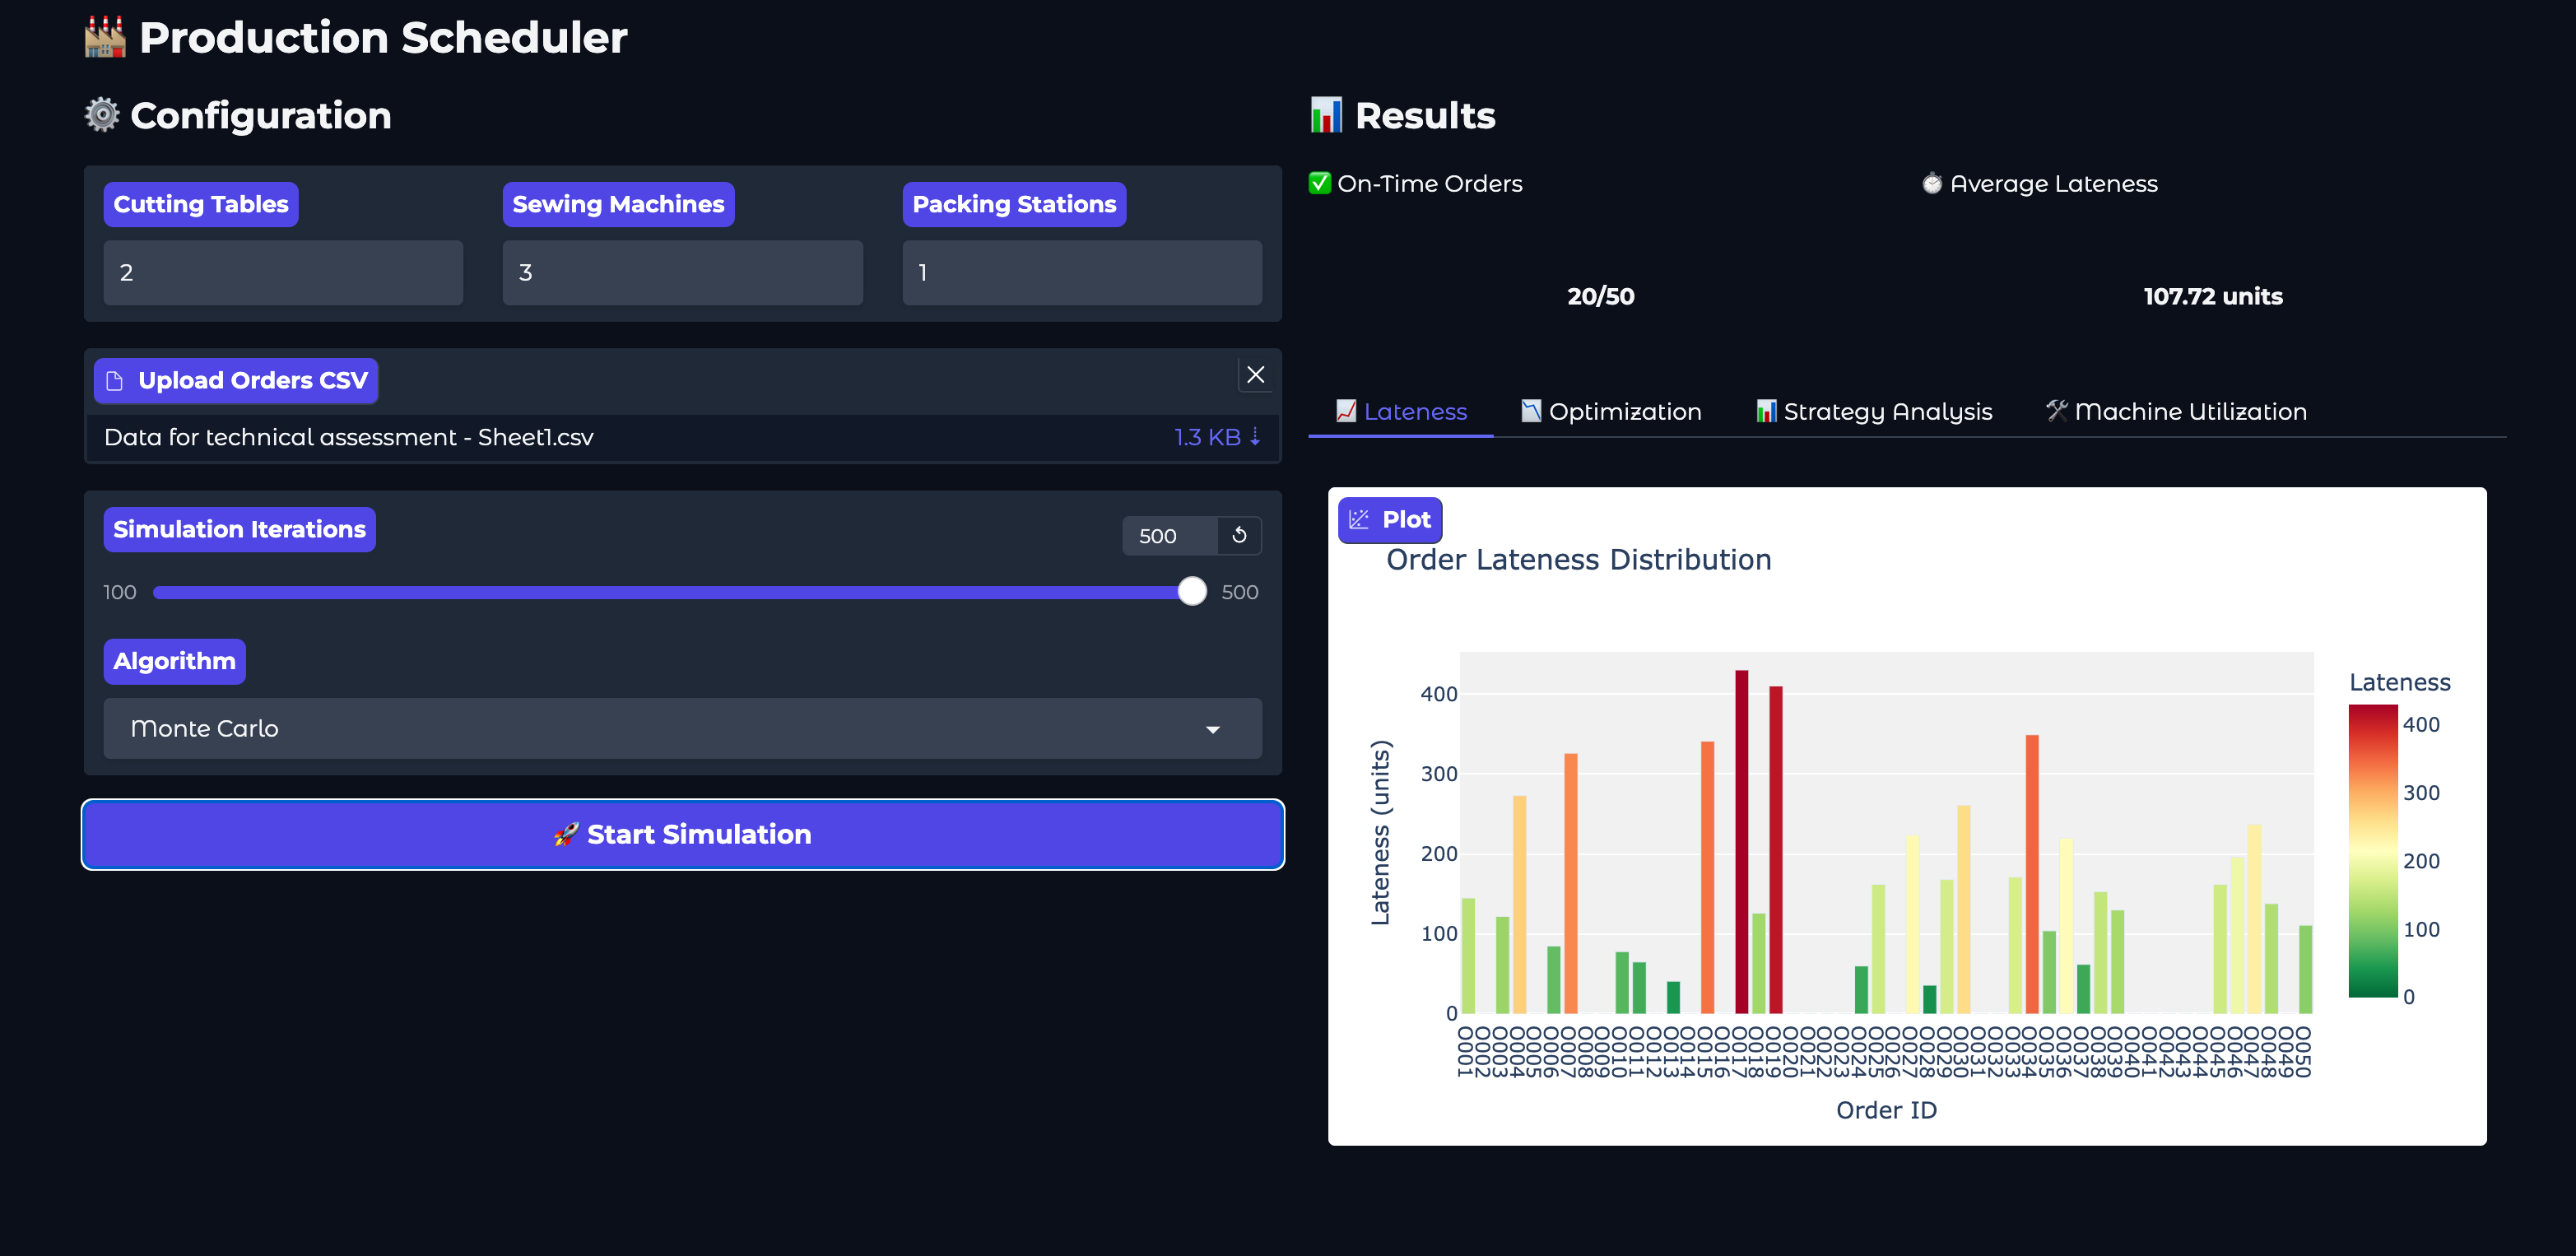 Production Scheduler
Configuration
Cutting Tables
Sewing Machines
Packing Stations
2
3
1
Upload Orders CSV
Data for technical assessment - Sheet1.csv
1.3 KB ⇣
Simulation Iterations
500
100
500
Algorithm
Monte Carlo
Start Simulation
Results
On-Time Orders
Average Lateness
20/50
107.72 units
Lateness
Optimization
Strategy Analysis
Machine Utilization
Plot
Order Lateness Distribution
Lateness (units)
400
300
200
100
0
O001
O002
O003
O004
O005
O006
O007
O008
O009
O010
O011
O012
O013
O014
O015
O016
O017
O018
O019
O020
O021
O022
O023
O024
O025
O026
O027
O028
O029
O030
O031
O032
O033
O034
O035
O036
O037
O038
O039
O040
O041
O042
O043
O044
O045
O046
O047
O048
O049
O050
Order ID
Lateness
400
300
200
100
0